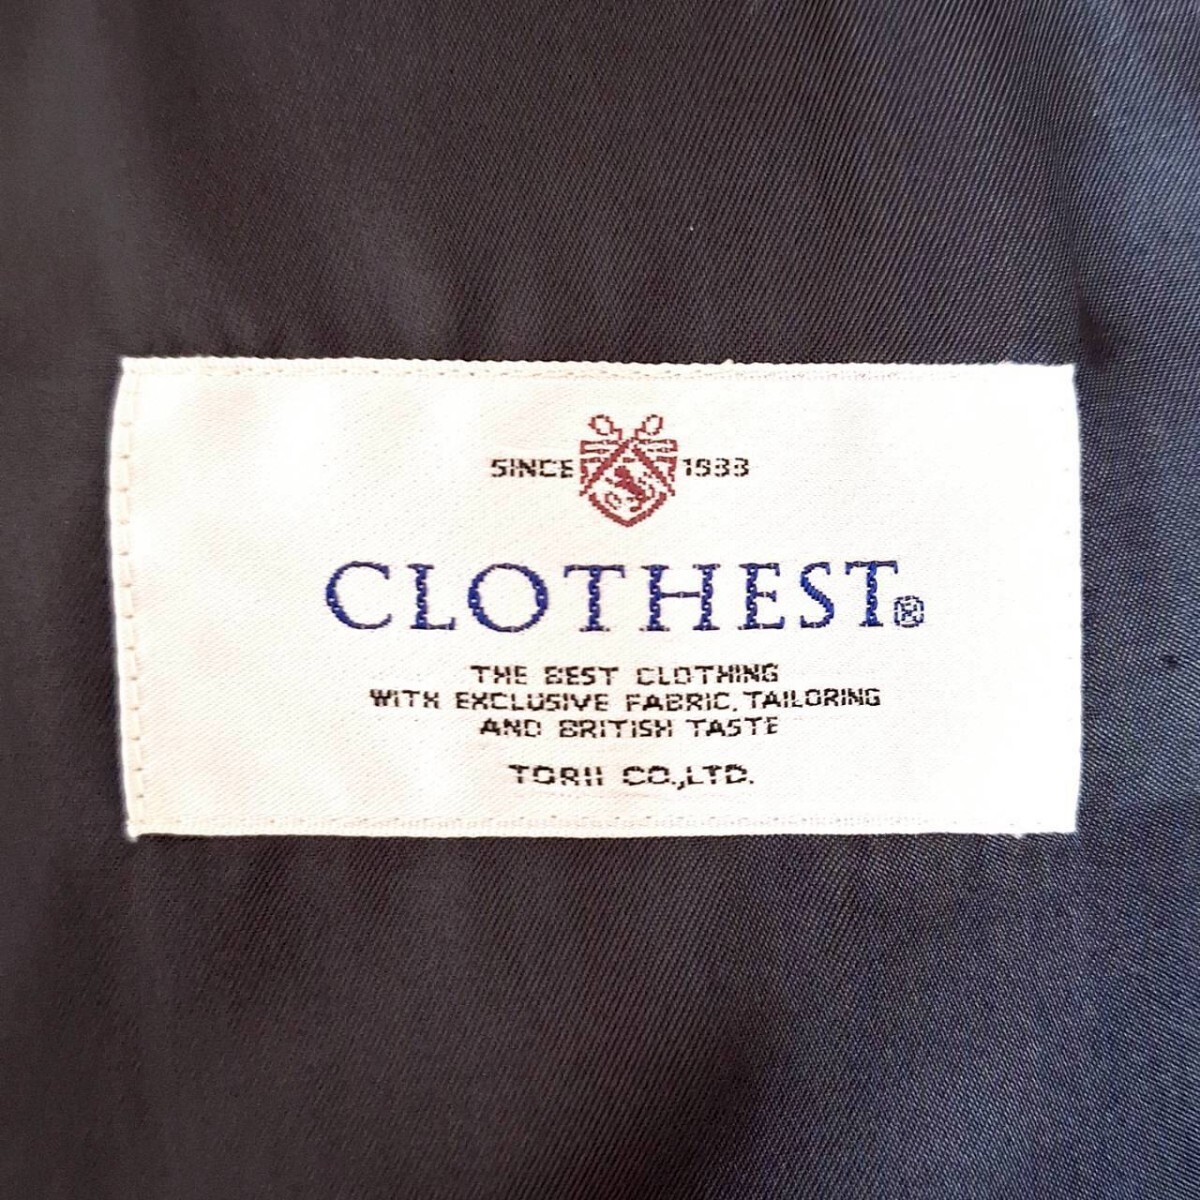 SINCE 1933
CLOTHEST®
THE BEST CLOTHING
WITH EXCLUSIVE FABRIC, TAILORING
AND BRITISH TASTE
TORII CO.,LTD.